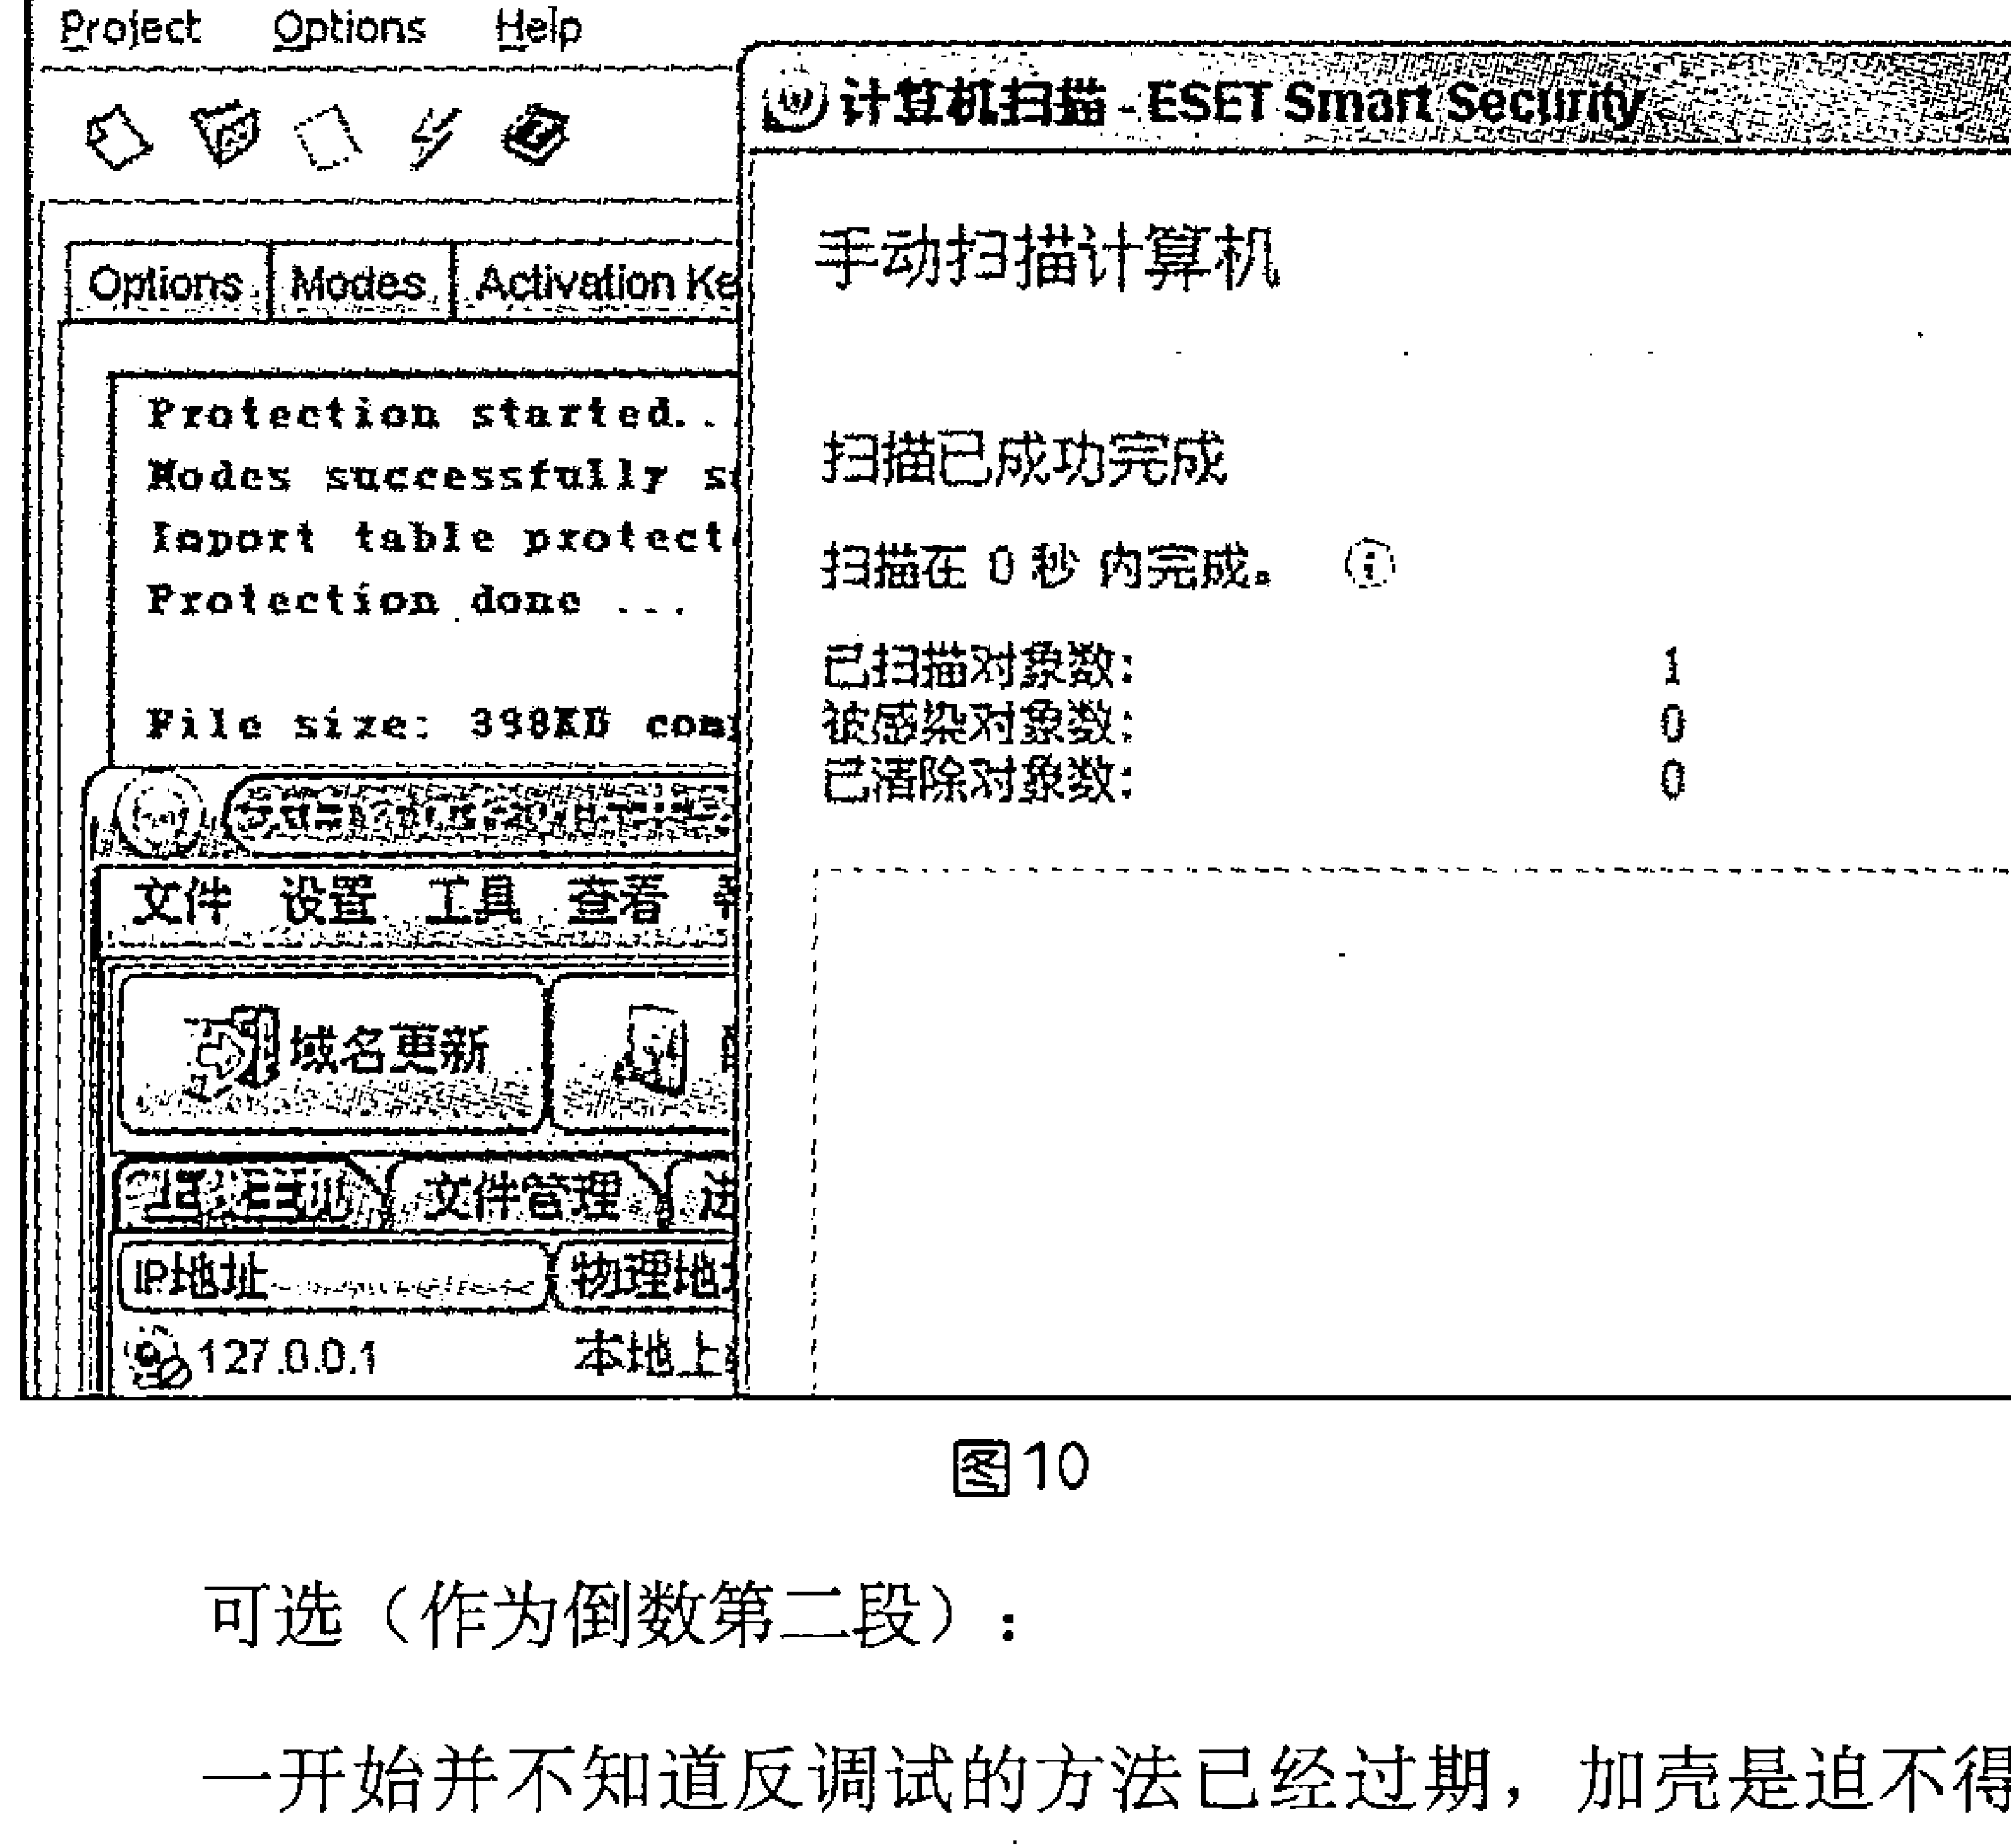 Project Options Help
计算机扫描 - ESET Smart Security
手动扫描计算机
Options Modes Activation Ke
Protection started..
Modes successfully s
Import table protect
Protection done ...
File size: 398KB com
扫描已成功完成
扫描在 0 秒 内完成。
已扫描对象数: 1
被感染对象数: 0
已清除对象数: 0
文件 设置 工具 查看
域名更新
上线主机 文件管理
IP地址 物理地
127.0.0.1 本地上
图10
可选（作为倒数第二段）：
一开始并不知道反调试的方法已经过期，加壳是迫不得